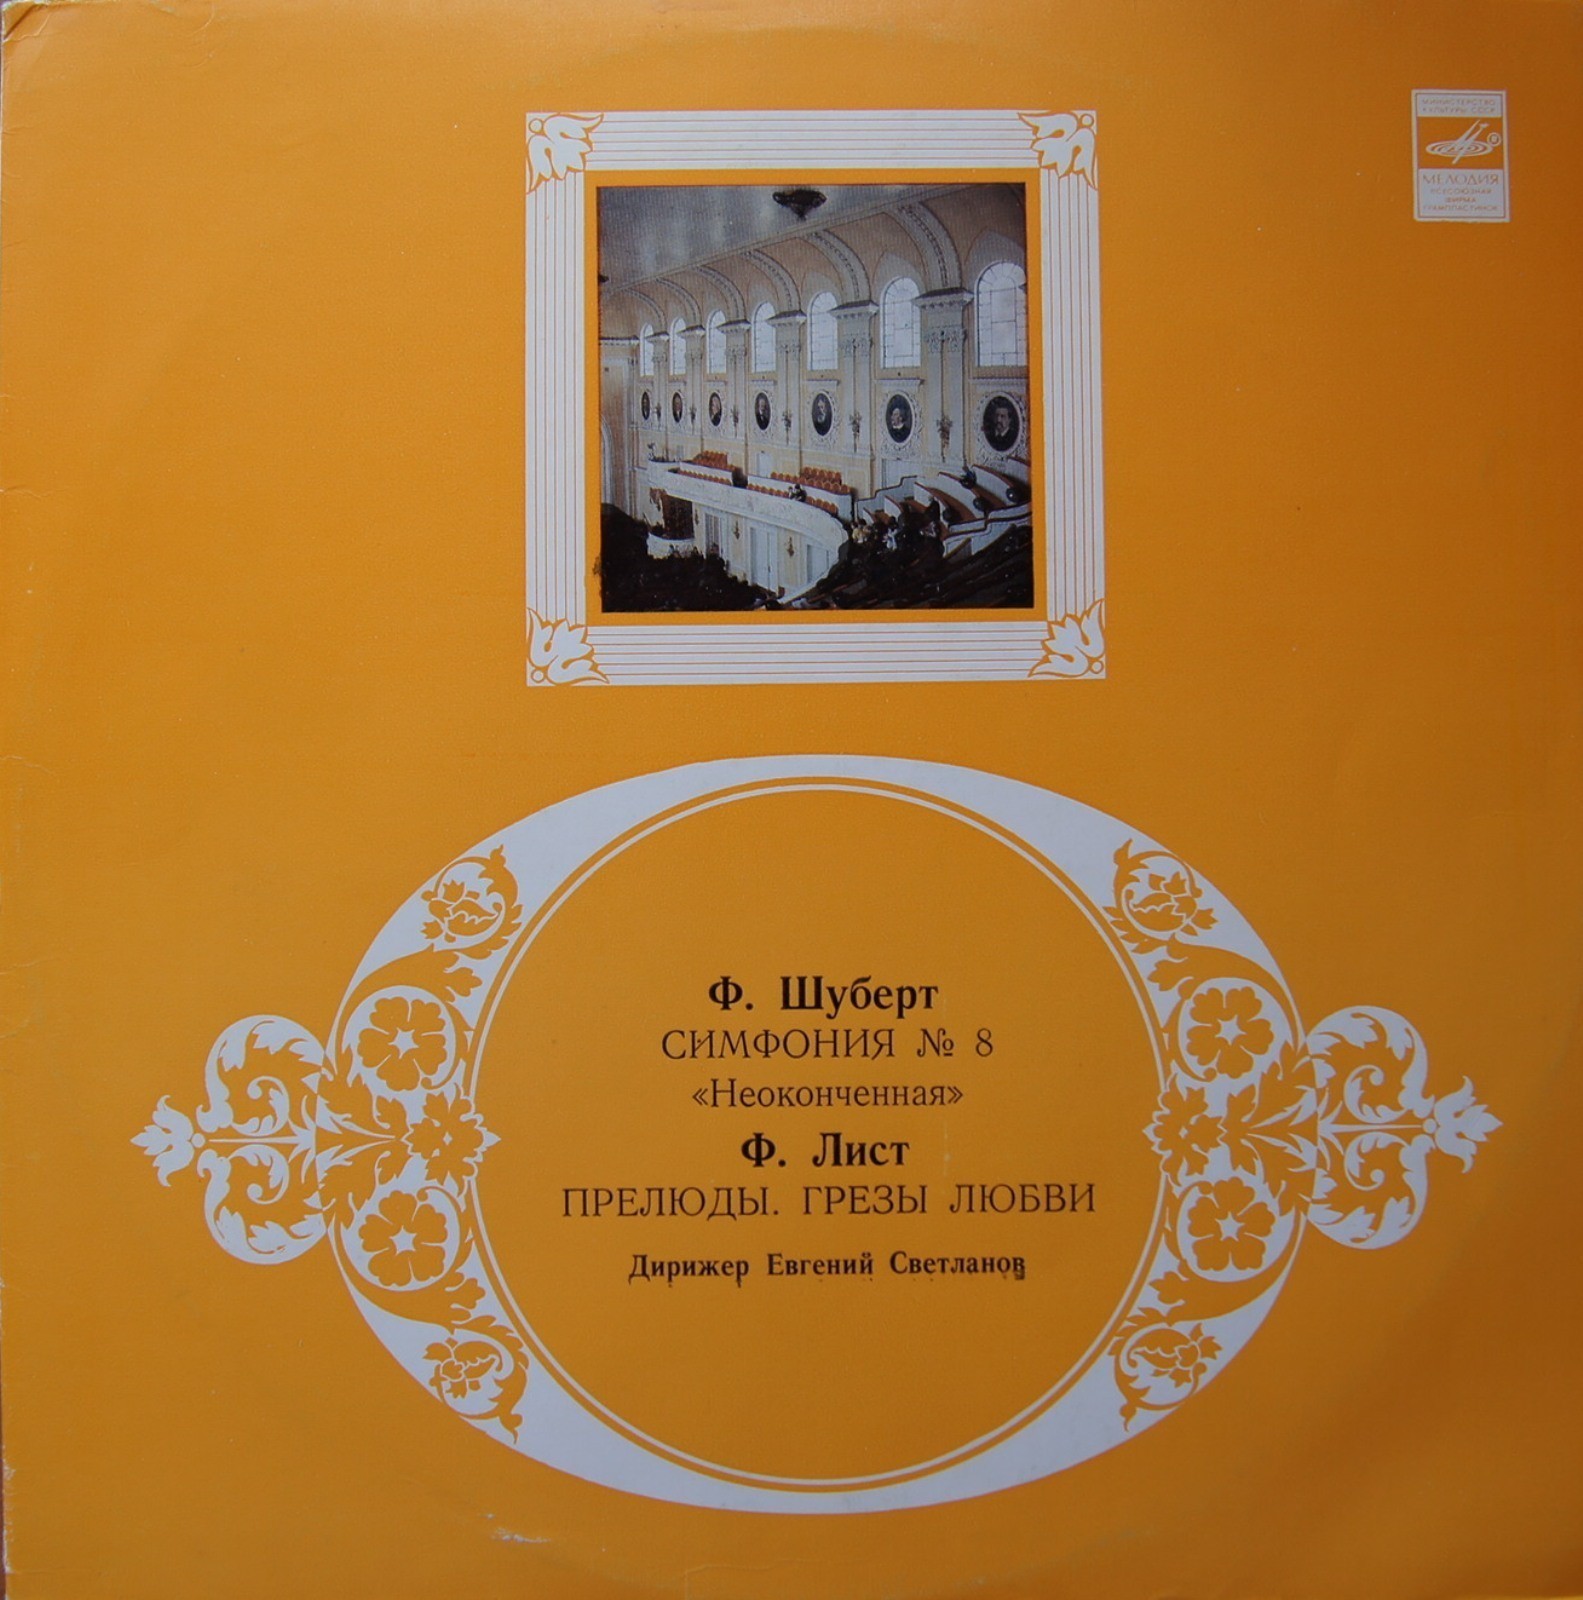 МИНИСТЕРСТВО
КУЛЬТУРЫ СССР
МЕЛОДИЯ
ВСЕСОЮЗНАЯ
ФИРМА
ГРАМПЛАСТИНОК
Ф. Шуберт
СИМФОНИЯ № 8
«Неоконченная»
Ф. Лист
ПРЕЛЮДЫ. ГРЕЗЫ ЛЮБВИ
Дирижер Евгений Светланов